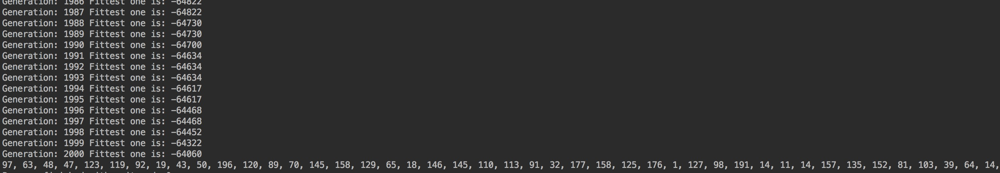 Generation: 1986 Fittest one is: -64822
Generation: 1987 Fittest one is: -64822
Generation: 1988 Fittest one is: -64730
Generation: 1989 Fittest one is: -64730
Generation: 1990 Fittest one is: -64700
Generation: 1991 Fittest one is: -64634
Generation: 1992 Fittest one is: -64634
Generation: 1993 Fittest one is: -64634
Generation: 1994 Fittest one is: -64617
Generation: 1995 Fittest one is: -64617
Generation: 1996 Fittest one is: -64468
Generation: 1997 Fittest one is: -64468
Generation: 1998 Fittest one is: -64452
Generation: 1999 Fittest one is: -64322
Generation: 2000 Fittest one is: -64060
97, 63, 48, 47, 123, 119, 92, 19, 43, 50, 196, 120, 89, 70, 145, 158, 129, 65, 18, 146, 145, 110, 113, 91, 32, 177, 158, 125, 176, 1, 127, 98, 191, 14, 11, 14, 157, 135, 152, 81, 103, 39, 64, 14